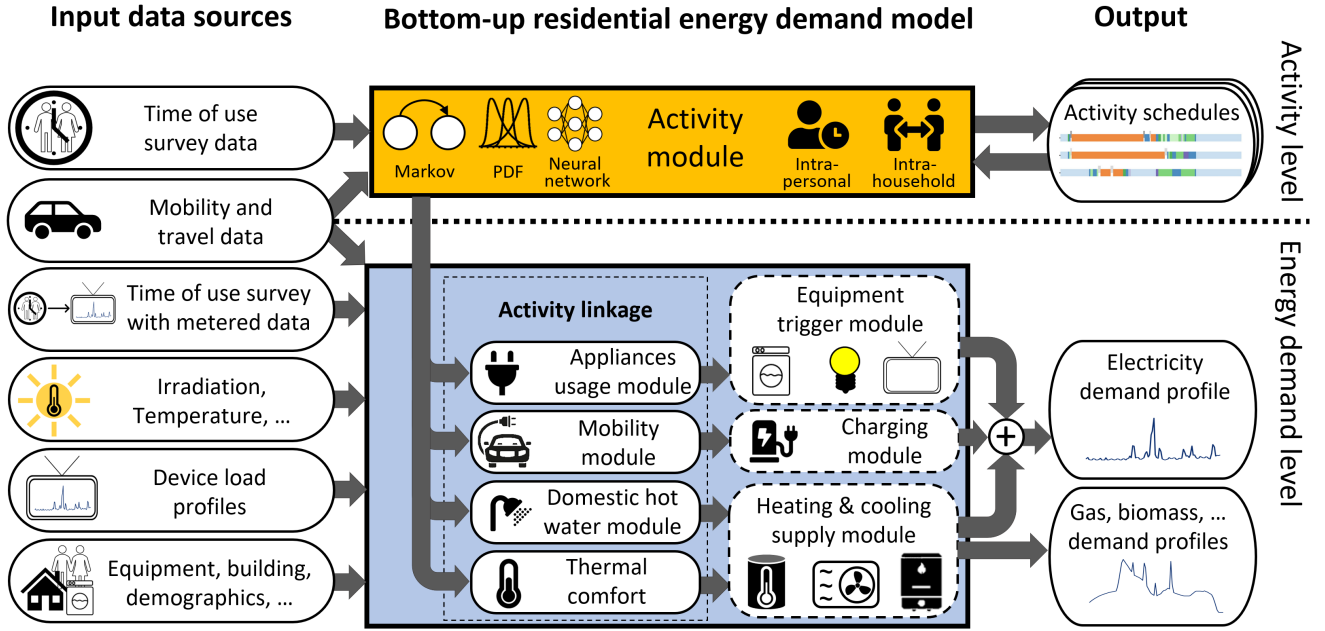 Input data sources
Bottom-up residential energy demand model
Output
Time of use
survey data
Mobility and
travel data
Time of use survey
with metered data
Irradiation,
Temperature, ...
Device load
profiles
Equipment, building,
demographics, ...
Markov
PDF
Neural
network
Activity
module
Intra-
personal
Intra-
household
Activity schedules
Activity level
Activity linkage
Appliances
usage module
Mobility
module
Domestic hot
water module
Thermal
comfort
Equipment
trigger module
Charging
module
Heating & cooling
supply module
+
Electricity
demand profile
Gas, biomass, ...
demand profiles
Energy demand level